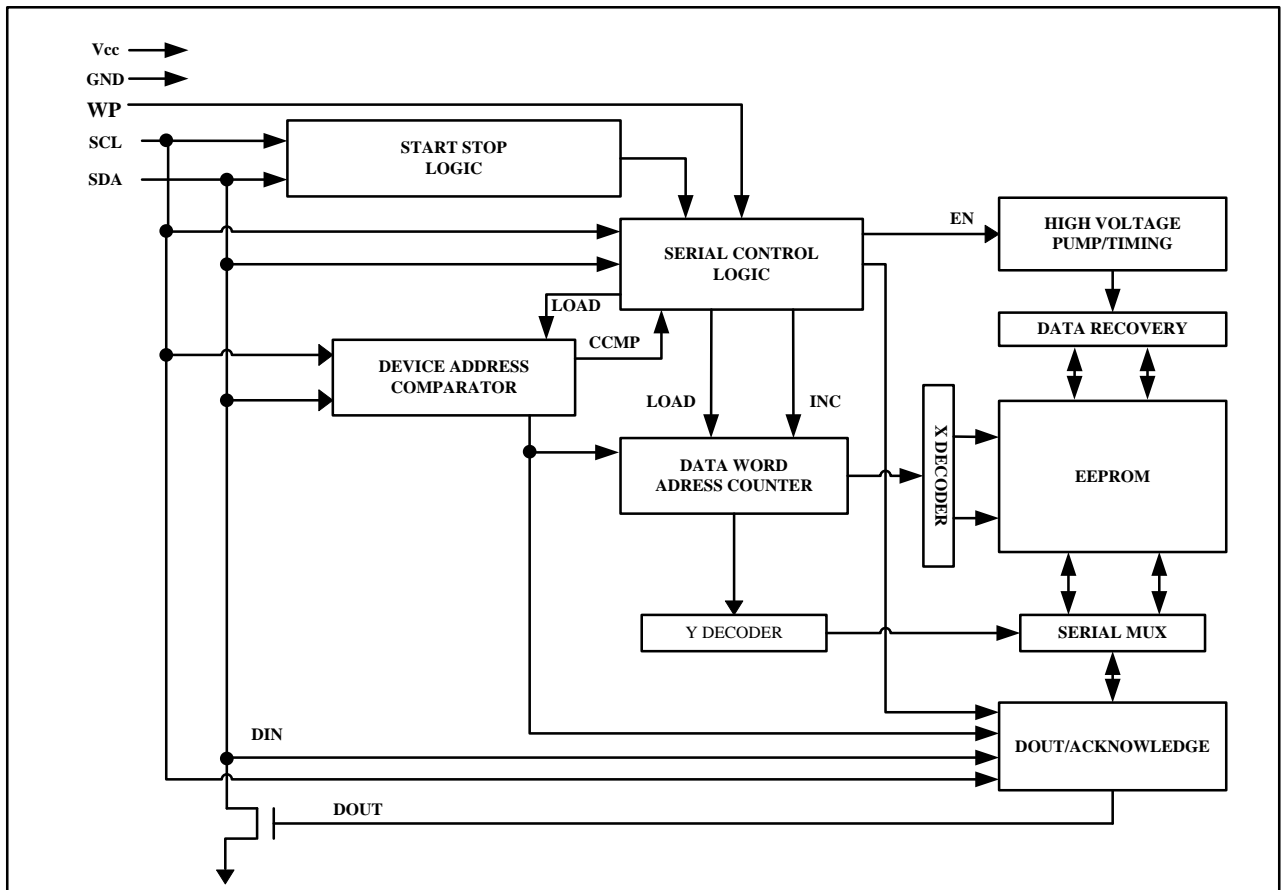 Vcc
GND
WP
SCL
SDA
START STOP
LOGIC
SERIAL CONTROL
LOGIC
EN
HIGH VOLTAGE
PUMP/TIMING
LOAD
CCMP
DATA RECOVERY
DEVICE ADDRESS
COMPARATOR
LOAD
INC
X DECODER
EEPROM
DATA WORD
ADRESS COUNTER
Y DECODER
SERIAL MUX
DIN
DOUT/ACKNOWLEDGE
DOUT